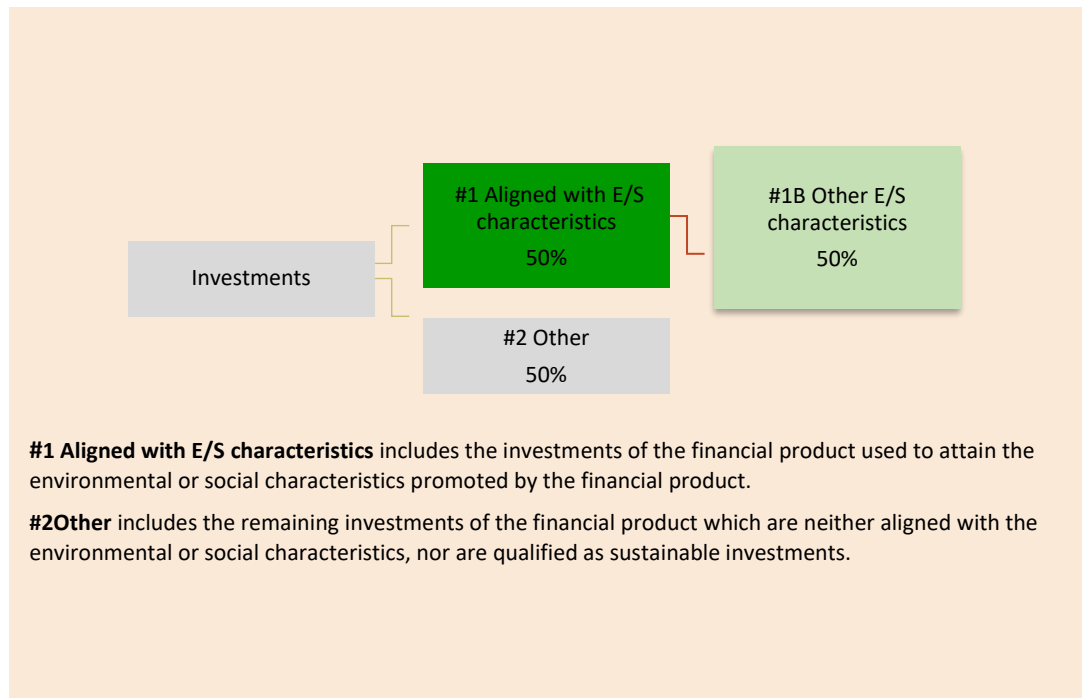 Investments
#1 Aligned with E/S
characteristics
50%
#1B Other E/S
characteristics
50%
#2 Other
50%
#1 Aligned with E/S characteristics includes the investments of the financial product used to attain the
environmental or social characteristics promoted by the financial product.
#2Other includes the remaining investments of the financial product which are neither aligned with the
environmental or social characteristics, nor are qualified as sustainable investments.